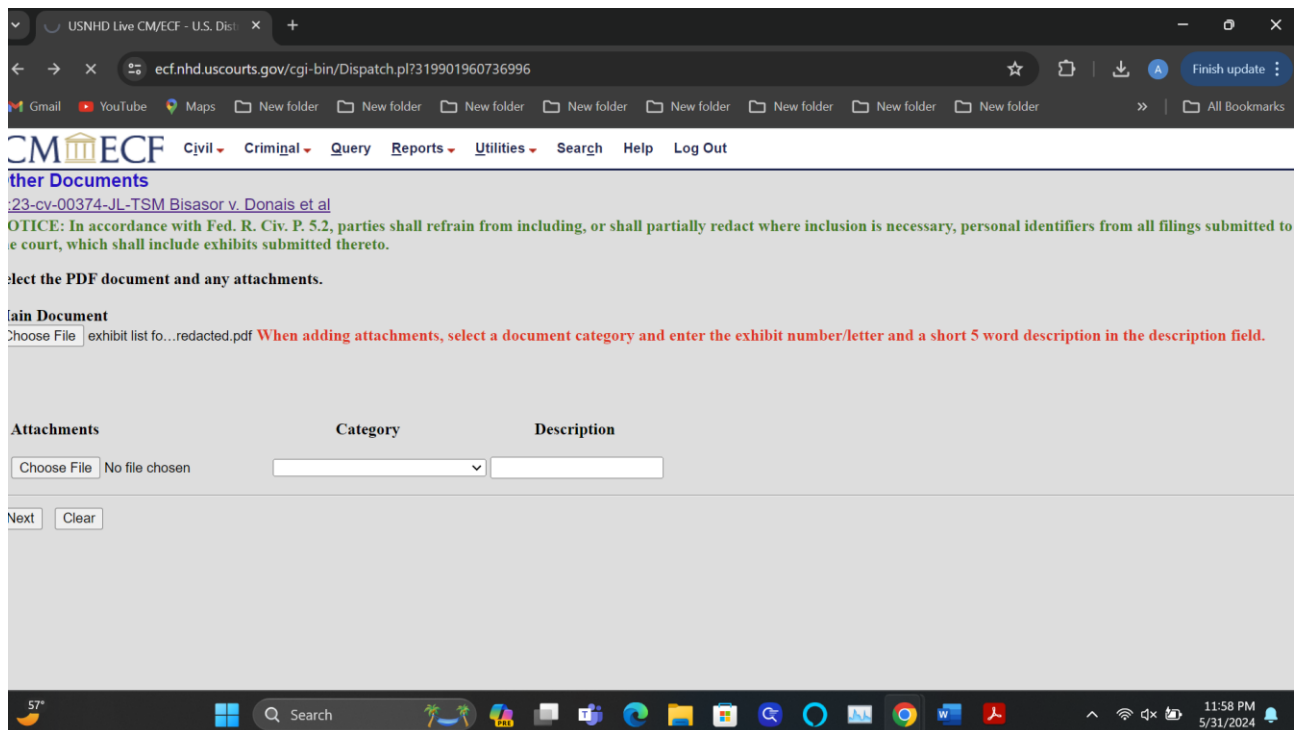 USNHD Live CM/ECF - U.S. Dist
ecf.nhd.uscourts.gov/cgi-bin/Dispatch.pl?319901960736996
A
Finish update
Gmail YouTube Maps New folder New folder New folder New folder New folder New folder New folder New folder » All Bookmarks
CM ECF Civil Criminal Query Reports Utilities Search Help Log Out
ther Documents
:23-cv-00374-JL-TSM Bisasor v. Donais et al
OTICE: In accordance with Fed. R. Civ. P. 5.2, parties shall refrain from including, or shall partially redact where inclusion is necessary, personal identifiers from all filings submitted to
e court, which shall include exhibits submitted thereto.
elect the PDF document and any attachments.
ain Document
Choose File exhibit list fo...redacted.pdf When adding attachments, select a document category and enter the exhibit number/letter and a short 5 word description in the description field.
Attachments Category Description
Choose File No file chosen
Next Clear
57°
Search
PRE
11:58 PM
5/31/2024